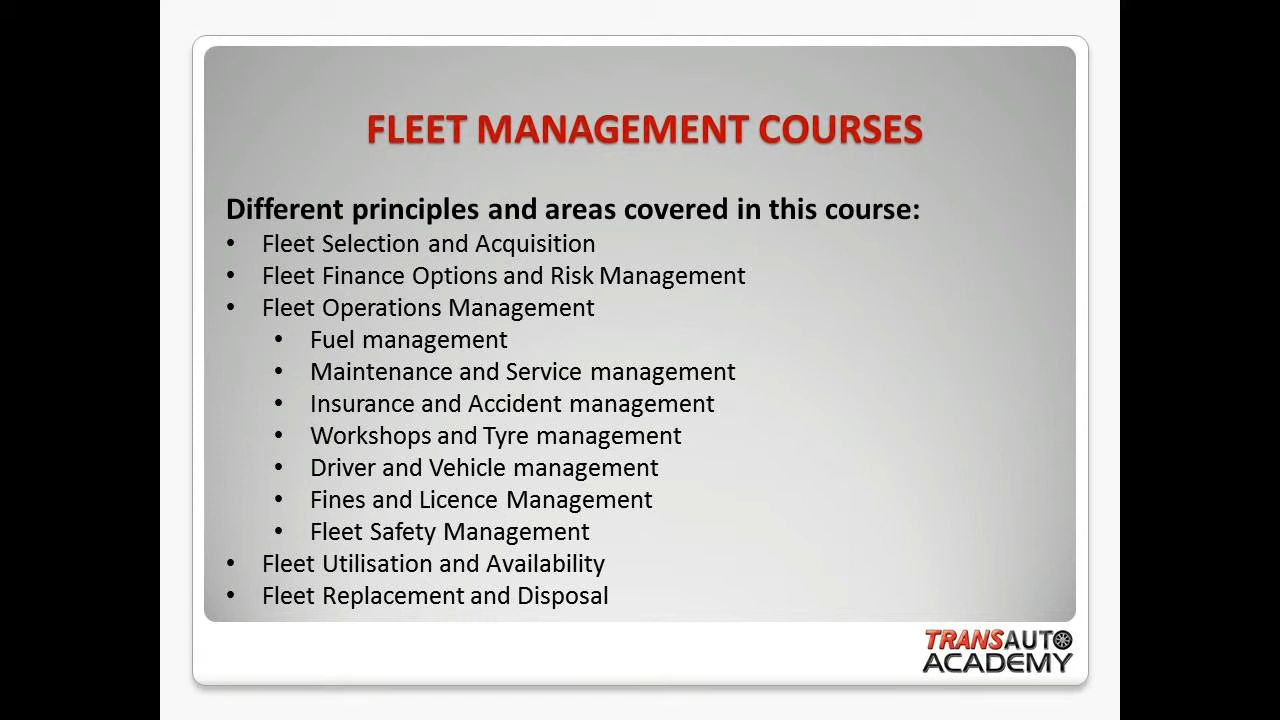 FLEET MANAGEMENT COURSES
Different principles and areas covered in this course:
• Fleet Selection and Acquisition
• Fleet Finance Options and Risk Management
• Fleet Operations Management
• Fuel management
• Maintenance and Service management
• Insurance and Accident management
• Workshops and Tyre management
• Driver and Vehicle management
• Fines and Licence Management
• Fleet Safety Management
• Fleet Utilisation and Availability
• Fleet Replacement and Disposal
TRANSAUTO
ACADEMY